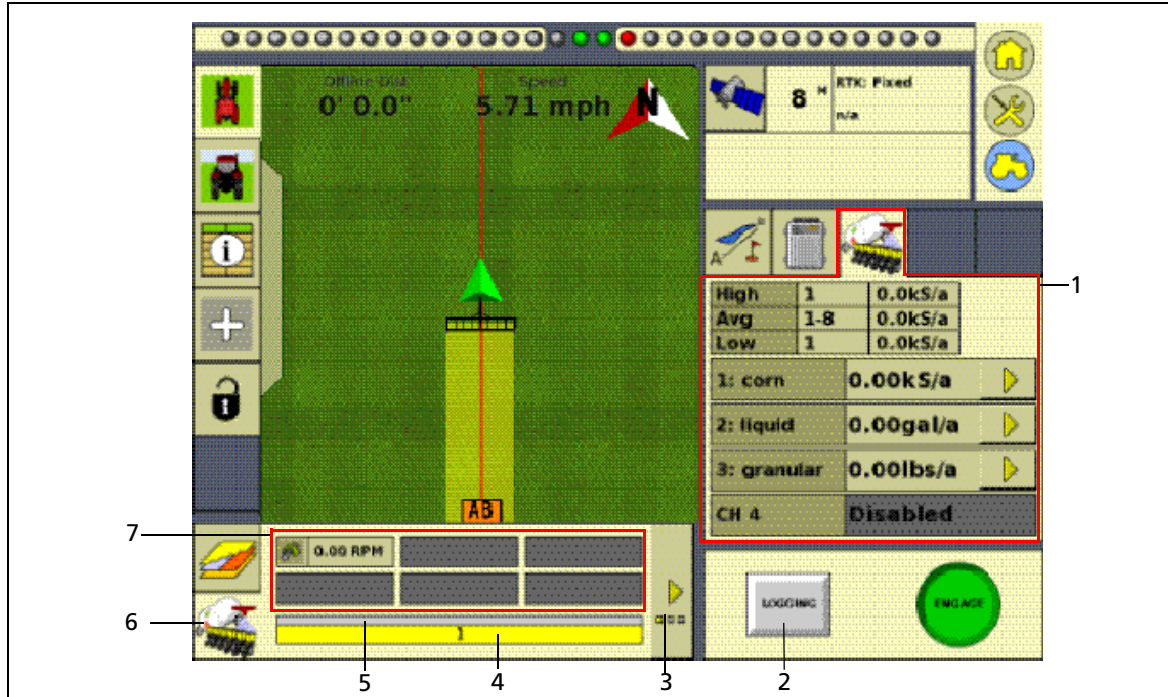 Offline Dist
0' 0.0"
Speed
5.71 mph
N
8 M
RTK: Fixed
n/a
i
A
High 1 0.0kS/a
Avg 1-8 0.0kS/a
Low 1 0.0kS/a
1: corn 0.00kS/a
2: liquid 0.00gal/a
3: granular 0.00lbs/a
CH 4 Disabled
1
AB
7
0.00 RPM
1
LOGGING
ENGAGE
6
5
4
3
2